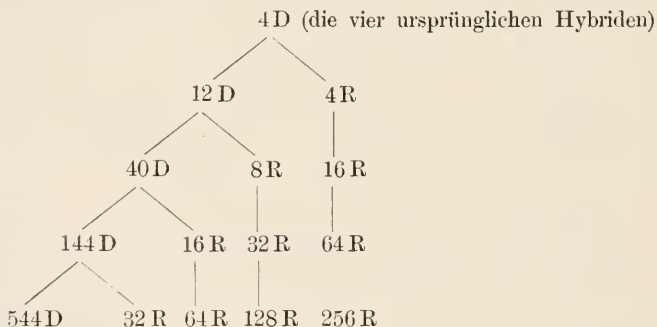 4 D (die vier ursprünglichen Hybriden)
12 D 4 R
40 D 8 R 16 R
144 D 16 R 32 R 64 R
544 D 32 R 64 R 128 R 256 R